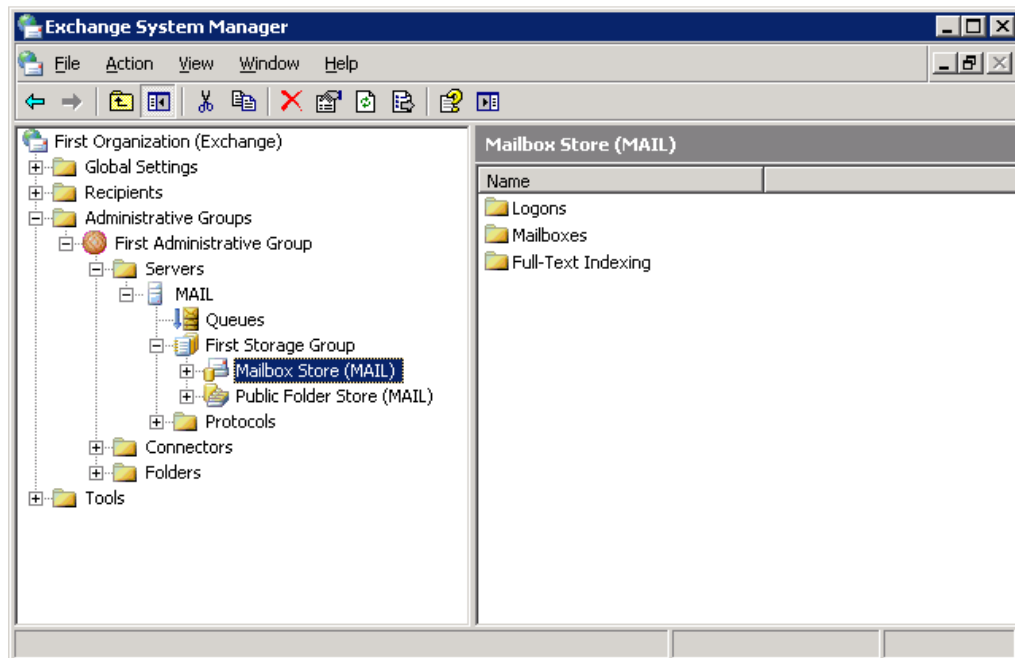 Exchange System Manager
File Action View Window Help
First Organization (Exchange)
Global Settings
Recipients
Administrative Groups
First Administrative Group
Servers
MAIL
Queues
First Storage Group
Mailbox Store (MAIL)
Public Folder Store (MAIL)
Protocols
Connectors
Folders
Tools
Mailbox Store (MAIL)
Name
Logons
Mailboxes
Full-Text Indexing